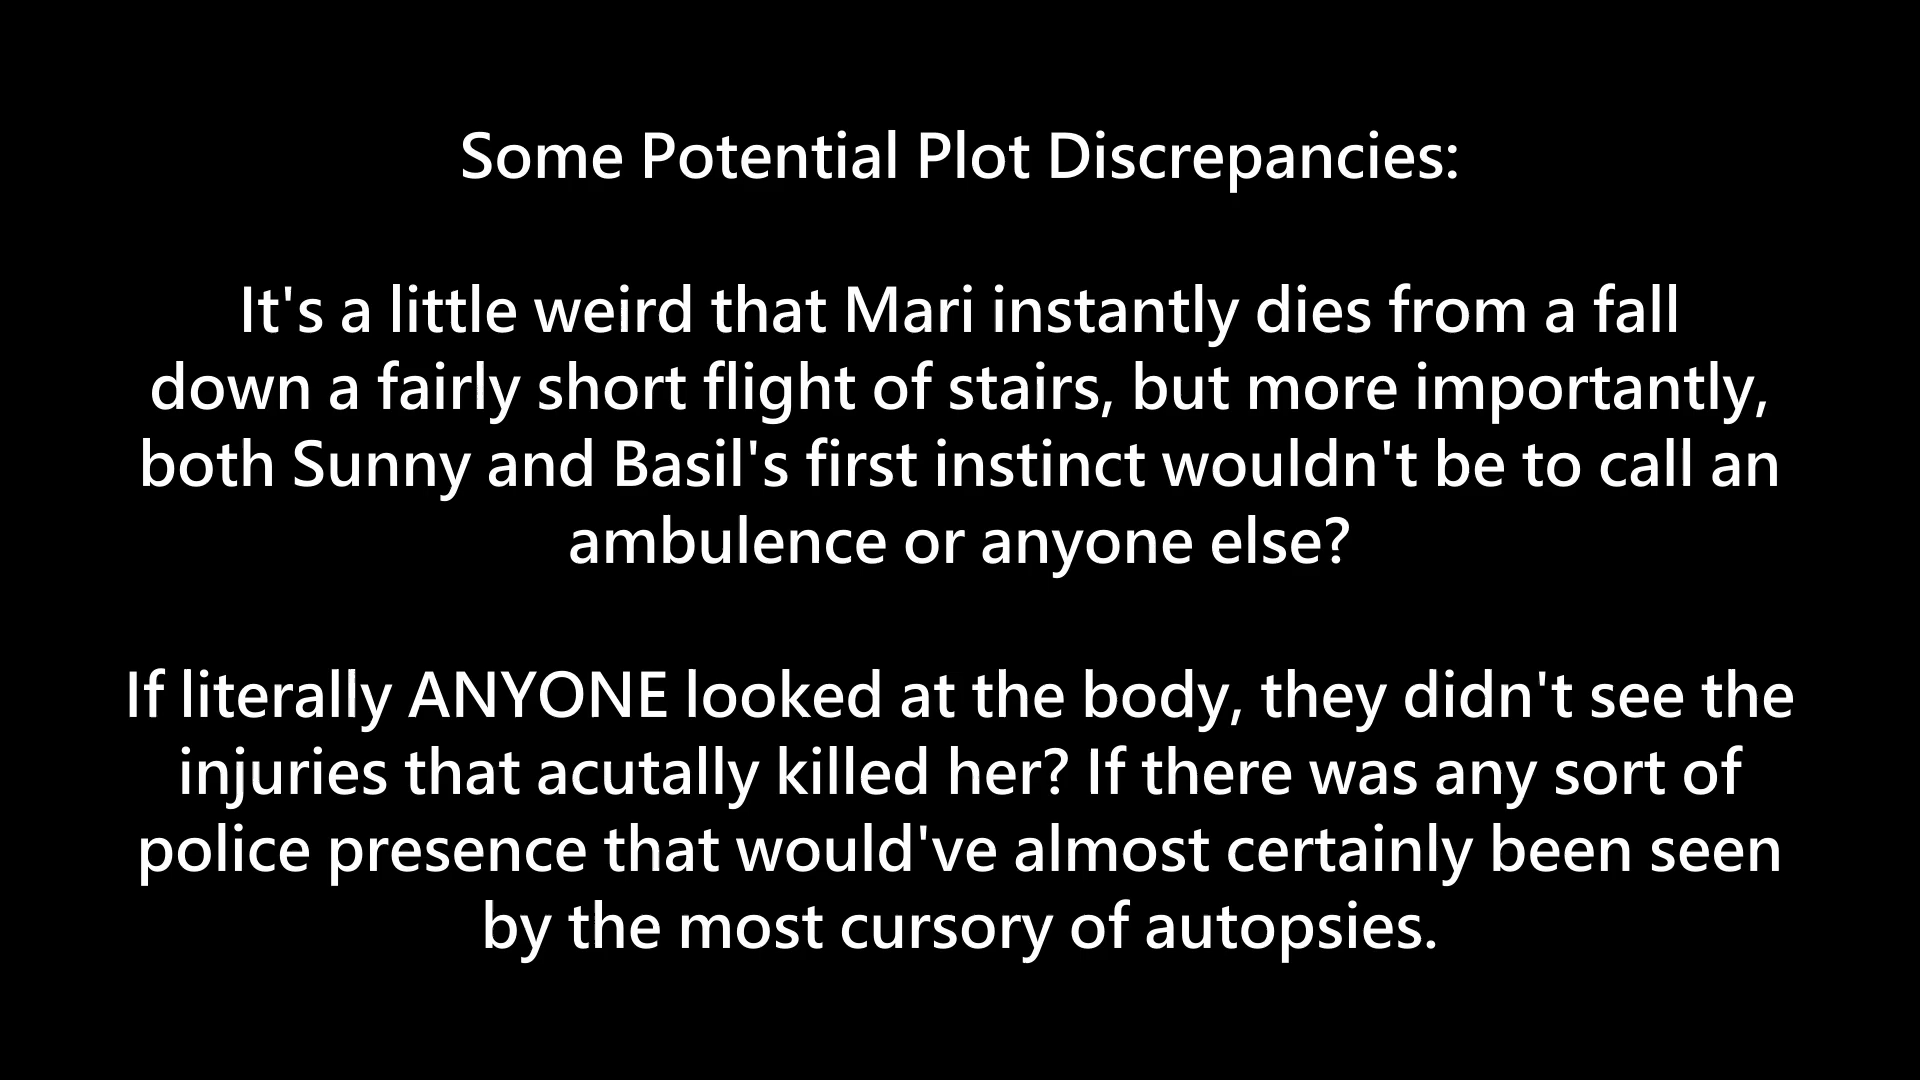 Some Potential Plot Discrepancies:
It's a little weird that Mari instantly dies from a fall
down a fairly short flight of stairs, but more importantly,
both Sunny and Basil's first instinct wouldn't be to call an
ambulence or anyone else?
If literally ANYONE looked at the body, they didn't see the
injuries that acutally killed her? If there was any sort of
police presence that would've almost certainly been seen
by the most cursory of autopsies.